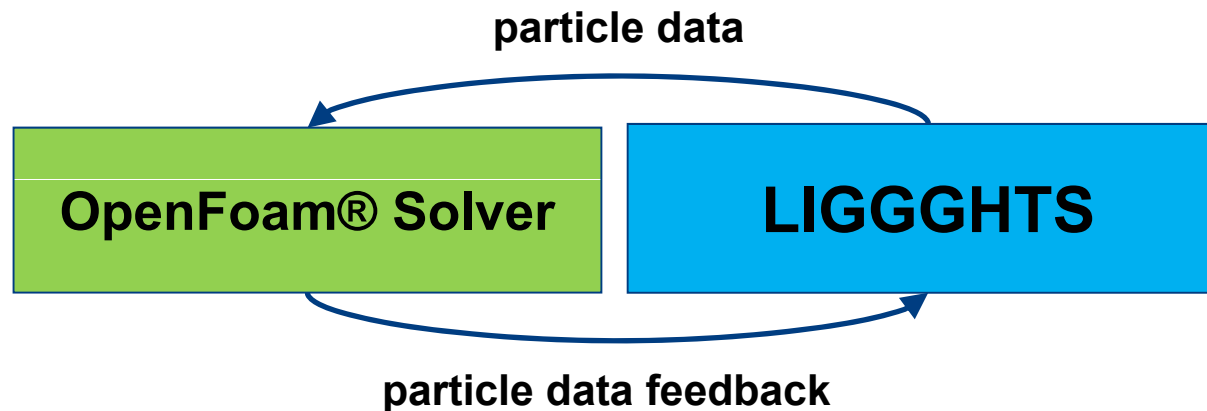 particle data
OpenFoam® Solver
LIGGGHTS
particle data feedback